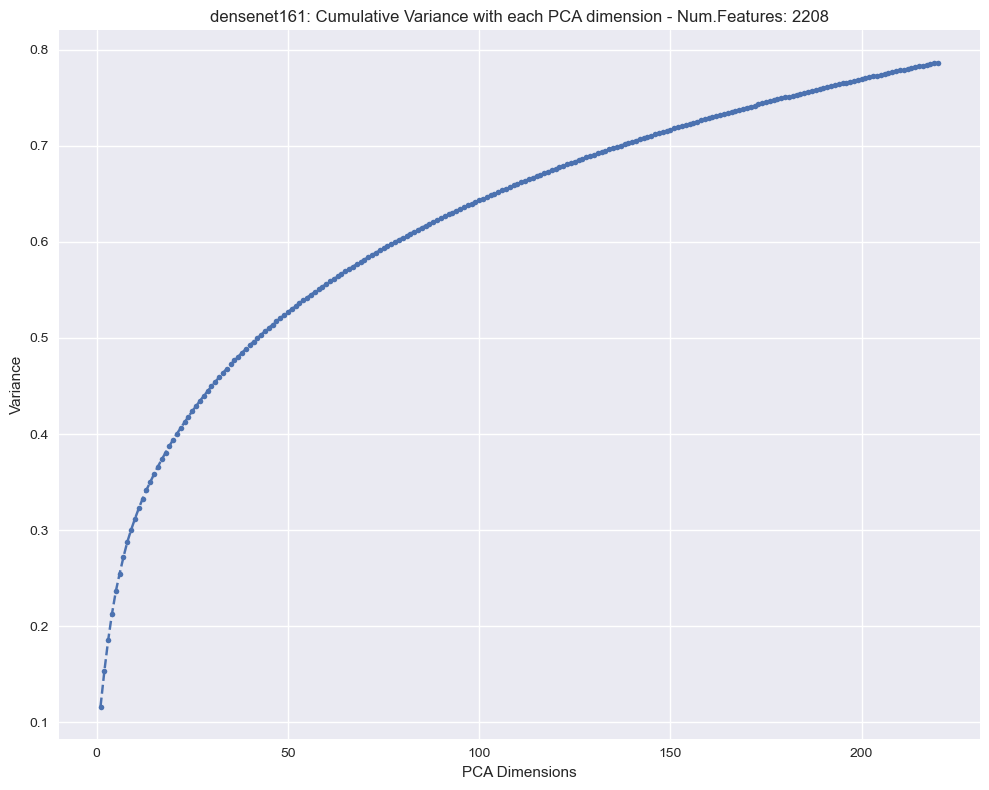 densenet161: Cumulative Variance with each PCA dimension - Num.Features: 2208
0.8
0.7
0.6
0.5
0.4
0.3
0.2
0.1
Variance
0 50 100 150 200
PCA Dimensions